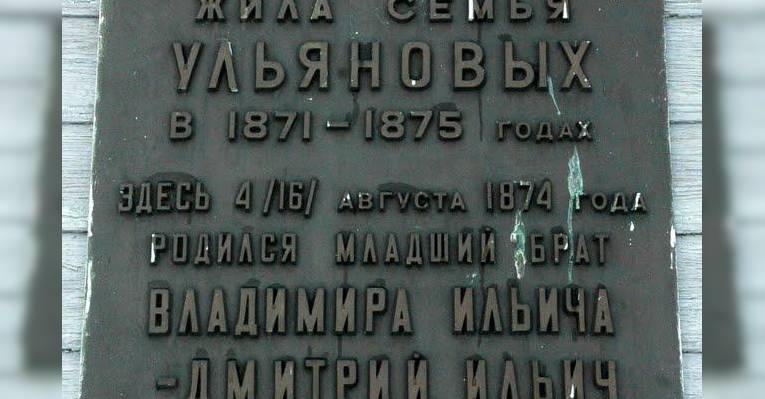 ЖИЛА СЕМЬЯ
УЛЬЯНОВЫХ
В 1871 - 1875 ГОДАХ
ЗДЕСЬ 4 /16/ АВГУСТА 1874 ГОДА
РОДИЛСЯ МЛАДШИЙ БРАТ
ВЛАДИМИРА ИЛЬИЧА
-ДМИТРИЙ ИЛЬИЧ